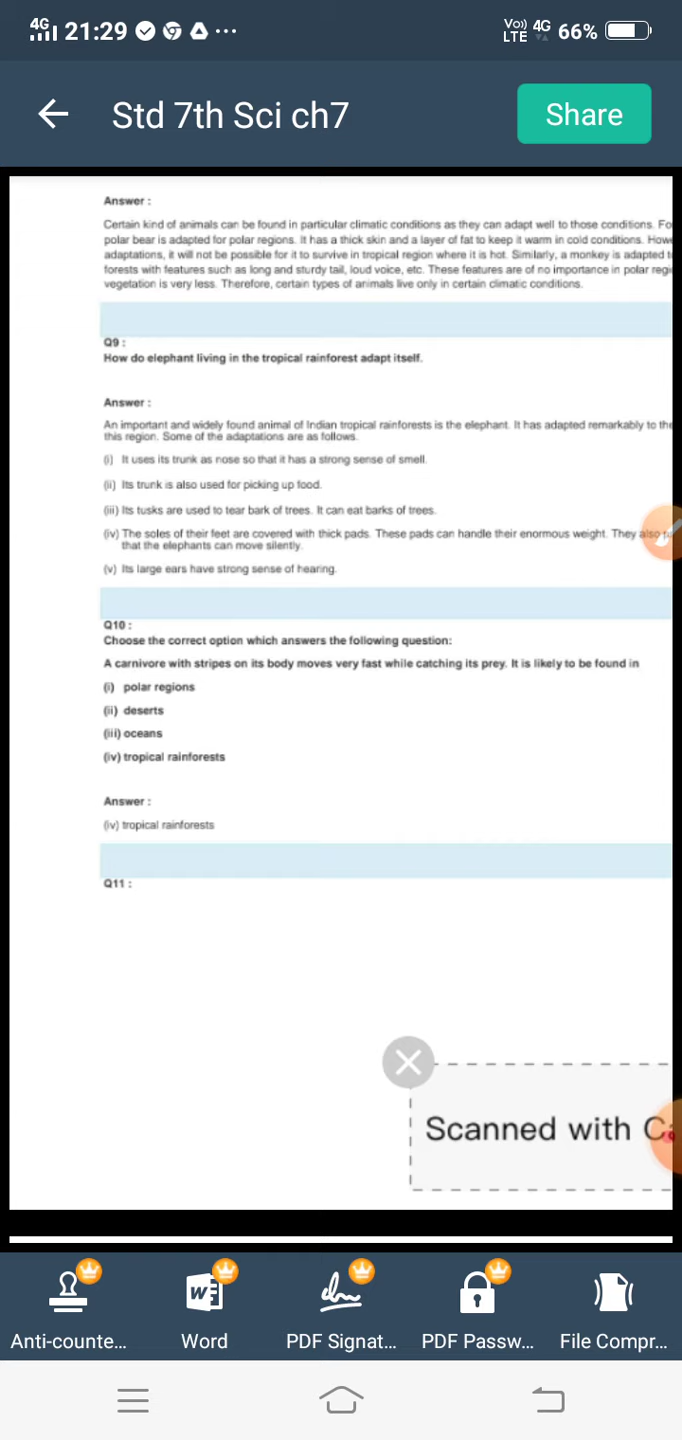 4G 21:29 ... Vo) LTE 4G 66%
Std 7th Sci ch7
Share
Answer :
Certain kind of animals can be found in particular climatic conditions as they can adapt well to those conditions. Fo
polar bear is adapted for polar regions. It has a thick skin and a layer of fat to keep it warm in cold conditions. Howe
adaptations, it will not be possible for it to survive in tropical region where it is hot. Similarly, a monkey is adapted t
forests with features such as long and sturdy tail, loud voice, etc. These features are of no importance in polar regi
vegetation is very less. Therefore, certain types of animals live only in certain climatic conditions.
Q9 :
How do elephant living in the tropical rainforest adapt itself.
Answer :
An important and widely found animal of Indian tropical rainforests is the elephant. It has adapted remarkably to the
this region. Some of the adaptations are as follows.
(i) It uses its trunk as nose so that it has a strong sense of smell.
(ii) Its trunk is also used for picking up food.
(iii) Its tusks are used to tear bark of trees. It can eat barks of trees.
(iv) The soles of their feet are covered with thick pads. These pads can handle their enormous weight. They also
that the elephants can move silently.
(v) Its large ears have strong sense of hearing.
Q10 :
Choose the correct option which answers the following question:
A carnivore with stripes on its body moves very fast while catching its prey. It is likely to be found in
(i) polar regions
(ii) deserts
(iii) oceans
(iv) tropical rainforests
Answer :
(iv) tropical rainforests
Q11 :
Scanned with
Anti-counte... Word PDF Signat... PDF Passw... File Compr...